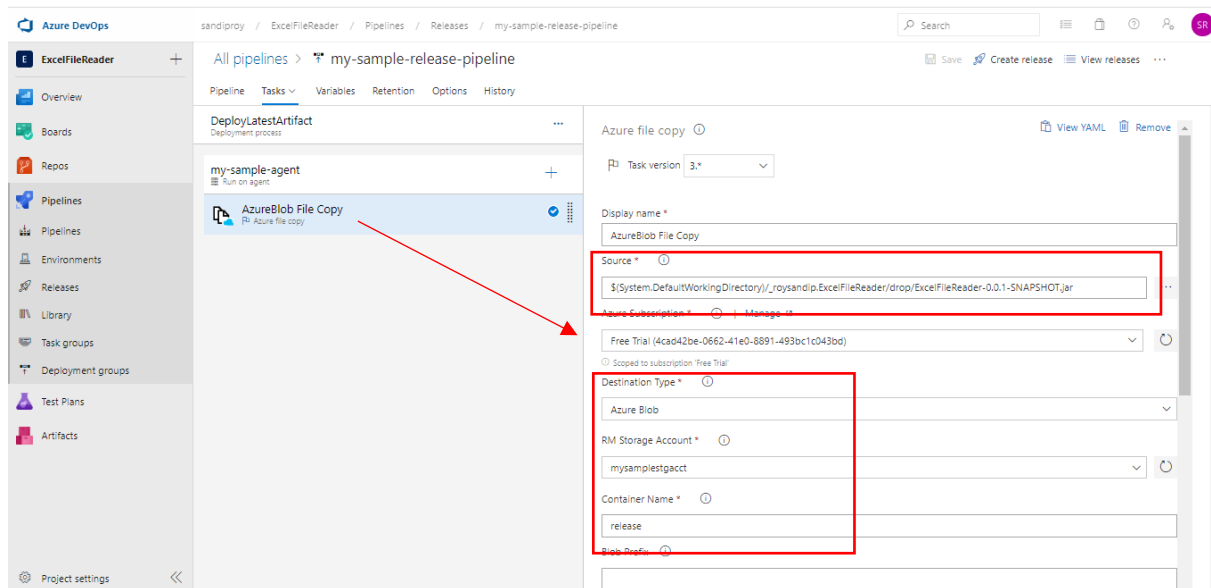 Azure DevOps
sandiproy / ExcelFileReader / Pipelines / Releases / my-sample-release-pipeline
Search
SR
E ExcelFileReader
All pipelines > my-sample-release-pipeline
Save Create release View releases ...
Overview
Boards
Repos
Pipelines
Pipelines
Environments
Releases
Library
Task groups
Deployment groups
Test Plans
Artifacts
Project settings
Pipeline Tasks Variables Retention Options History
DeployLatestArtifact
Deployment process
...
my-sample-agent
Run on agent
AzureBlob File Copy
Azure file copy
Azure file copy
View YAML Remove
Task version 3.*
Display name *
AzureBlob File Copy
Source *
$(System.DefaultWorkingDirectory)/_roysandip.ExcelFileReader/drop/ExcelFileReader-0.0.1-SNAPSHOT.jar
Azure Subscription * | Manage
Free Trial (4cad42be-0662-41e0-8891-493bc1c043bd)
Scoped to subscription 'Free Trial'
Destination Type *
Azure Blob
RM Storage Account *
mysamplestgacct
Container Name *
release
Blob Prefix